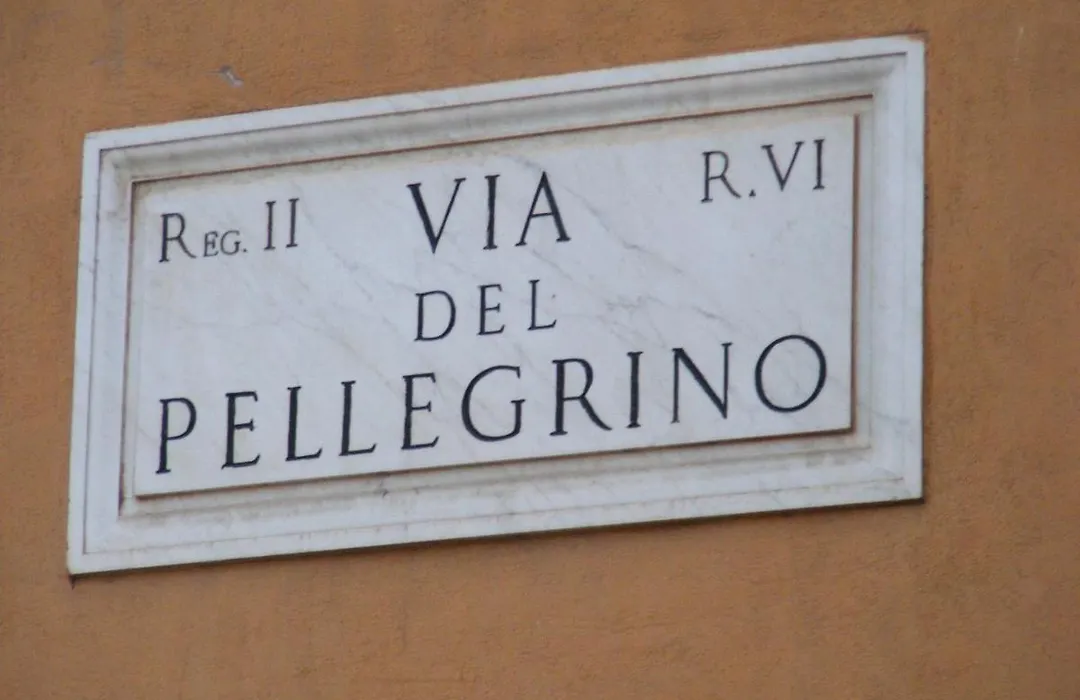 Reg. II VIA R. VI
DEL
PELLEGRINO